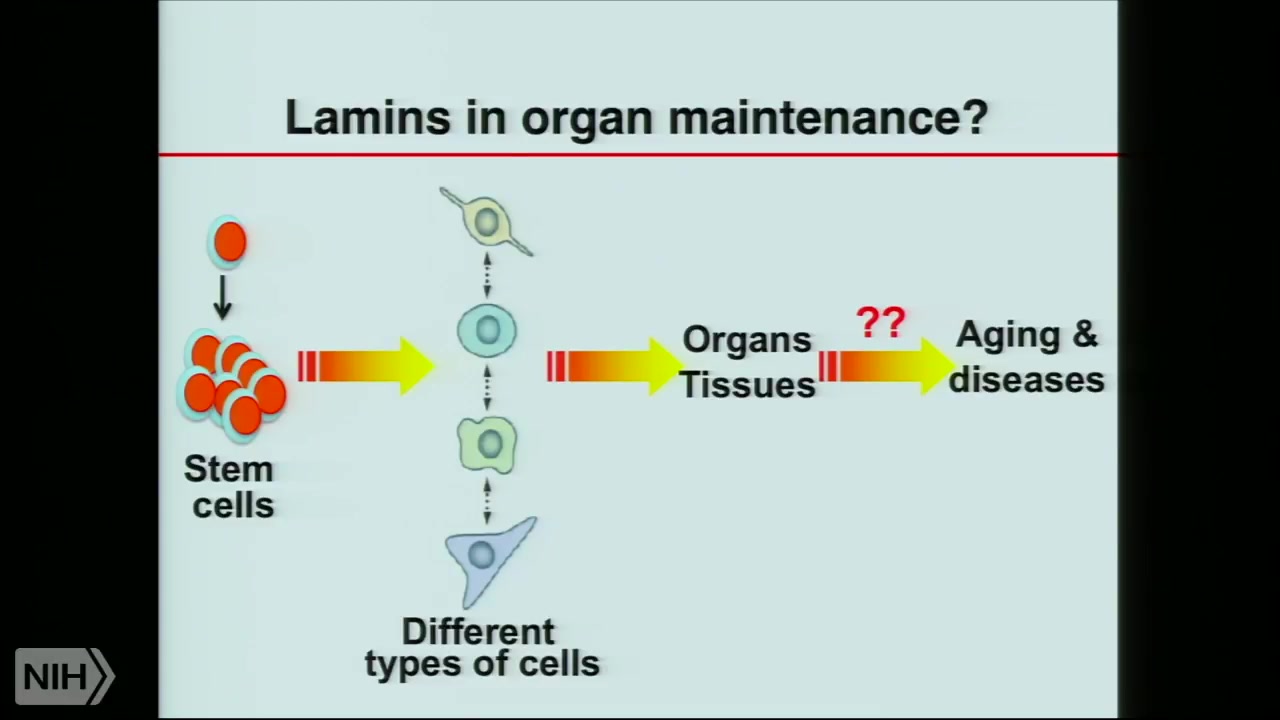 Lamins in organ maintenance?
Stem
cells
Different
types of cells
Organs
Tissues
??
Aging &
diseases
NIH